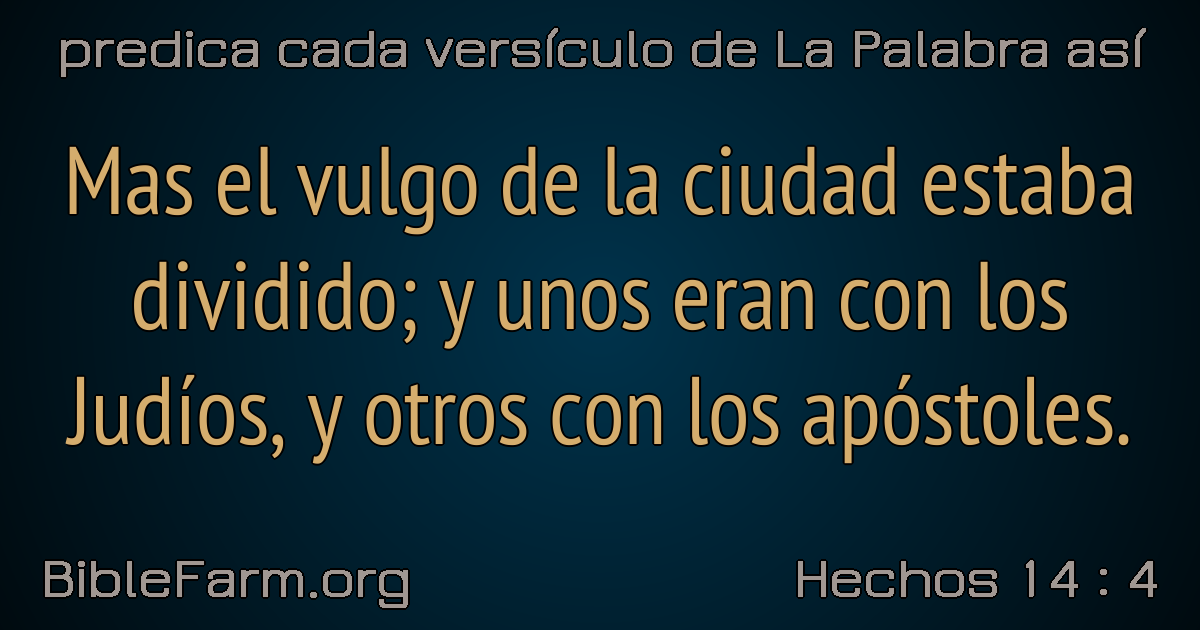 predica cada versículo de La Palabra así
Mas el vulgo de la ciudad estaba
dividido; y unos eran con los
Judíos, y otros con los apóstoles.
BibleFarm.org
Hechos 14 : 4